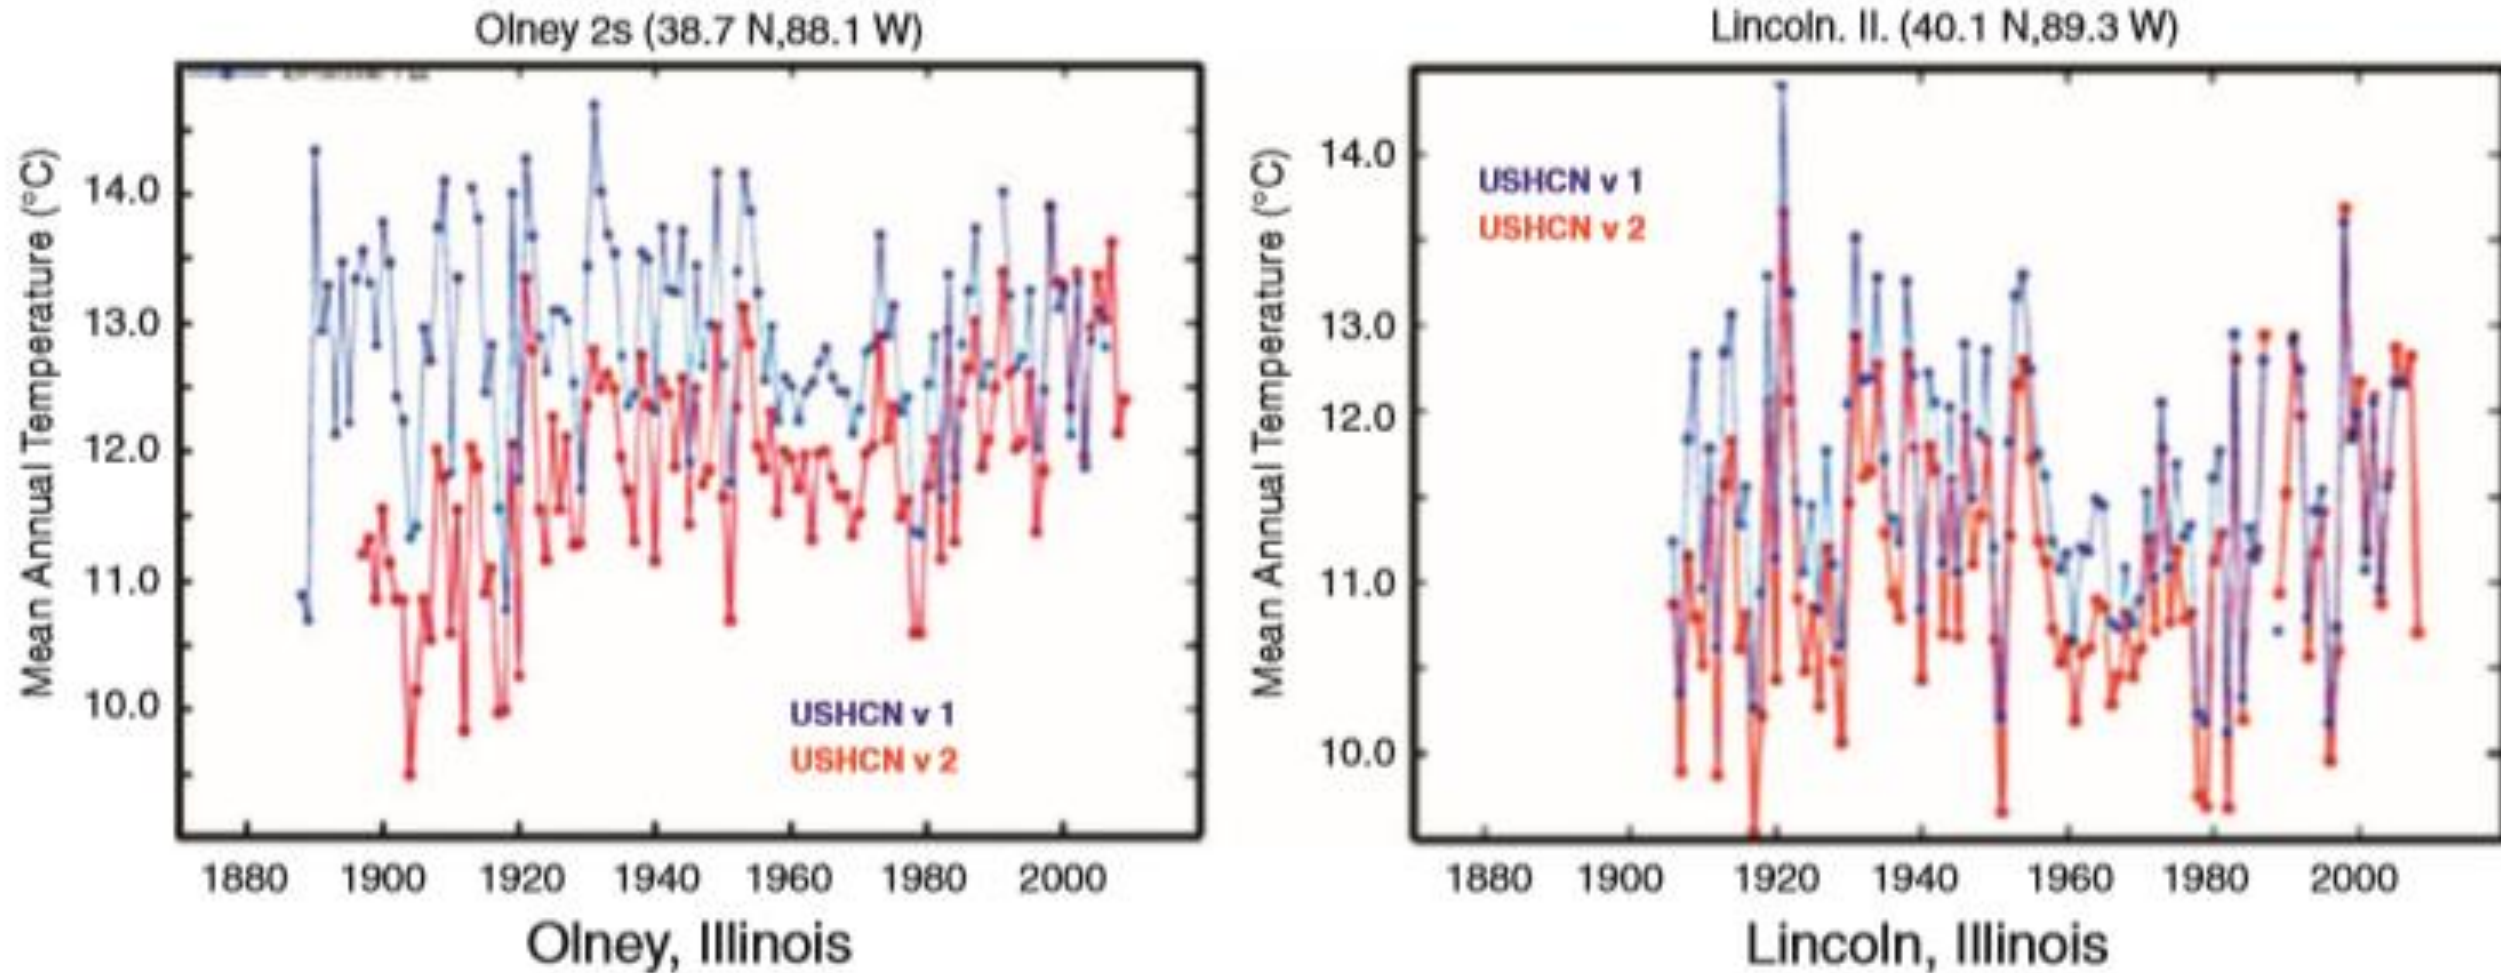 Olney 2s (38.7 N,88.1 W)
Mean Annual Temperature (°C)
14.0
13.0
12.0
11.0
10.0
USHCN v 1
USHCN v 2
1880 1900 1920 1940 1960 1980 2000
Olney, Illinois
Lincoln. II. (40.1 N,89.3 W)
Mean Annual Temperature (°C)
14.0
13.0
12.0
11.0
10.0
USHCN v 1
USHCN v 2
1880 1900 1920 1940 1960 1980 2000
Lincoln, Illinois